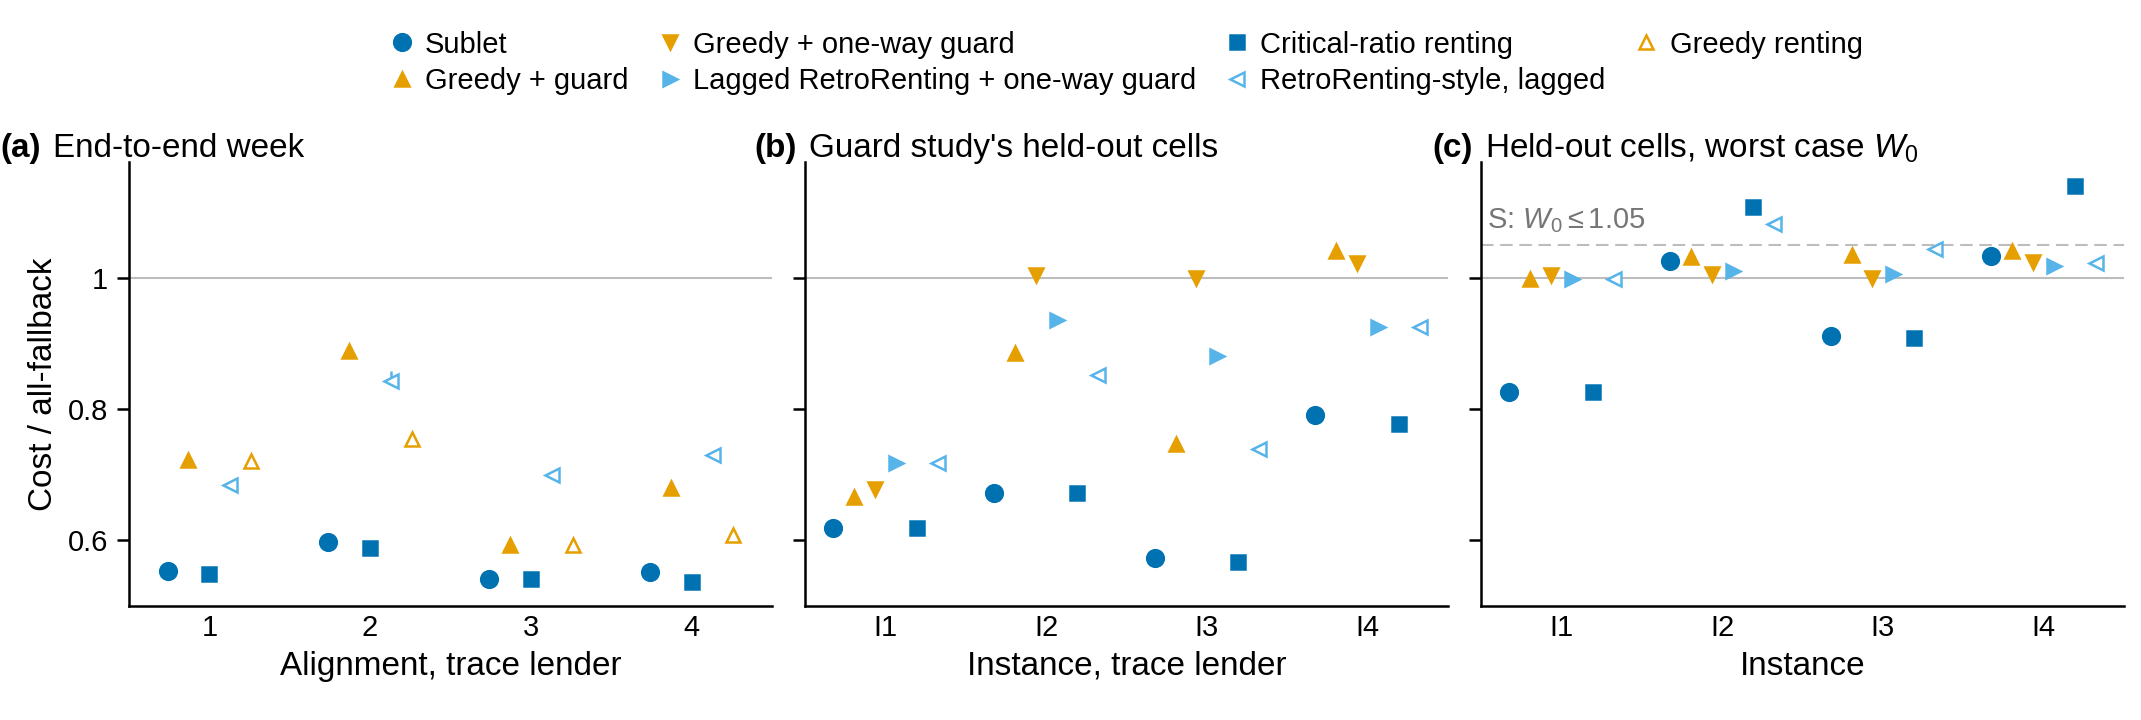 Sublet
Greedy + guard
Greedy + one-way guard
Lagged RetroRenting + one-way guard
Critical-ratio renting
RetroRenting-style, lagged
Greedy renting
(a) End-to-end week
Cost / all-fallback
1
0.8
0.6
1 2 3 4
Alignment, trace lender
(b) Guard study's held-out cells
I1 I2 I3 I4
Instance, trace lender
(c) Held-out cells, worst case W₀
S: W₀ ≤ 1.05
I1 I2 I3 I4
Instance